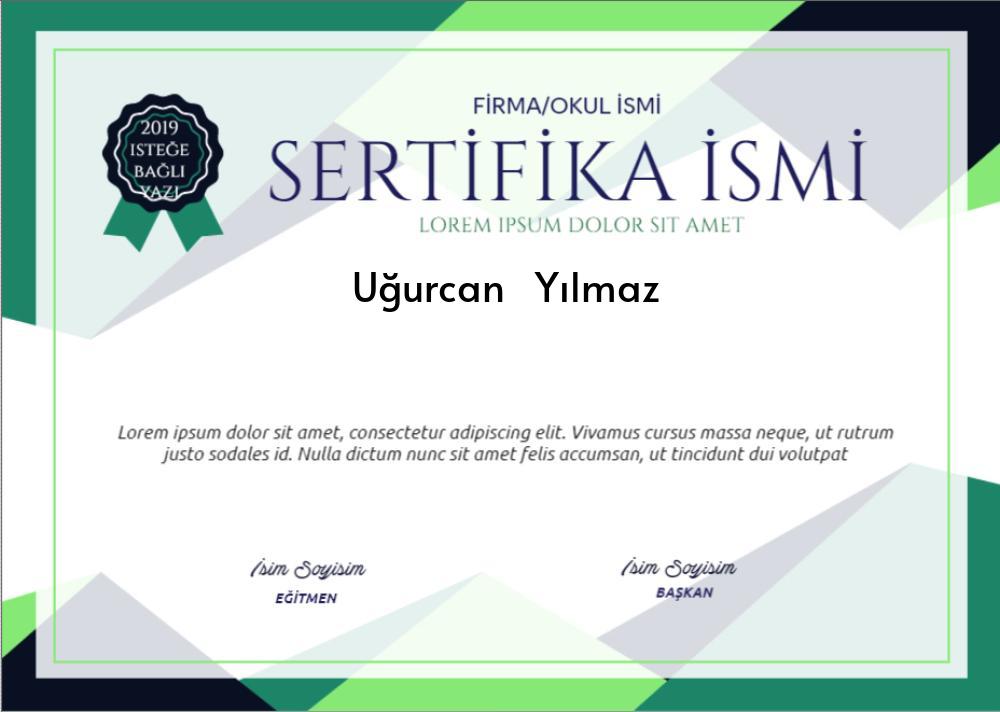 2019
ISTEĞE
BAĞLI
YAZI
FİRMA/OKUL İSMİ
SERTİFİKA İSMİ
LOREM IPSUM DOLOR SIT AMET
Uğurcan Yılmaz
Lorem ipsum dolor sit amet, consectetur adipiscing elit. Vivamus cursus massa neque, ut rutrum
justo sodales id. Nulla dictum nunc sit amet felis accumsan, ut tincidunt dui volutpat
İsim Soyisim
EĞİTMEN
İsim Soyisim
BAŞKAN